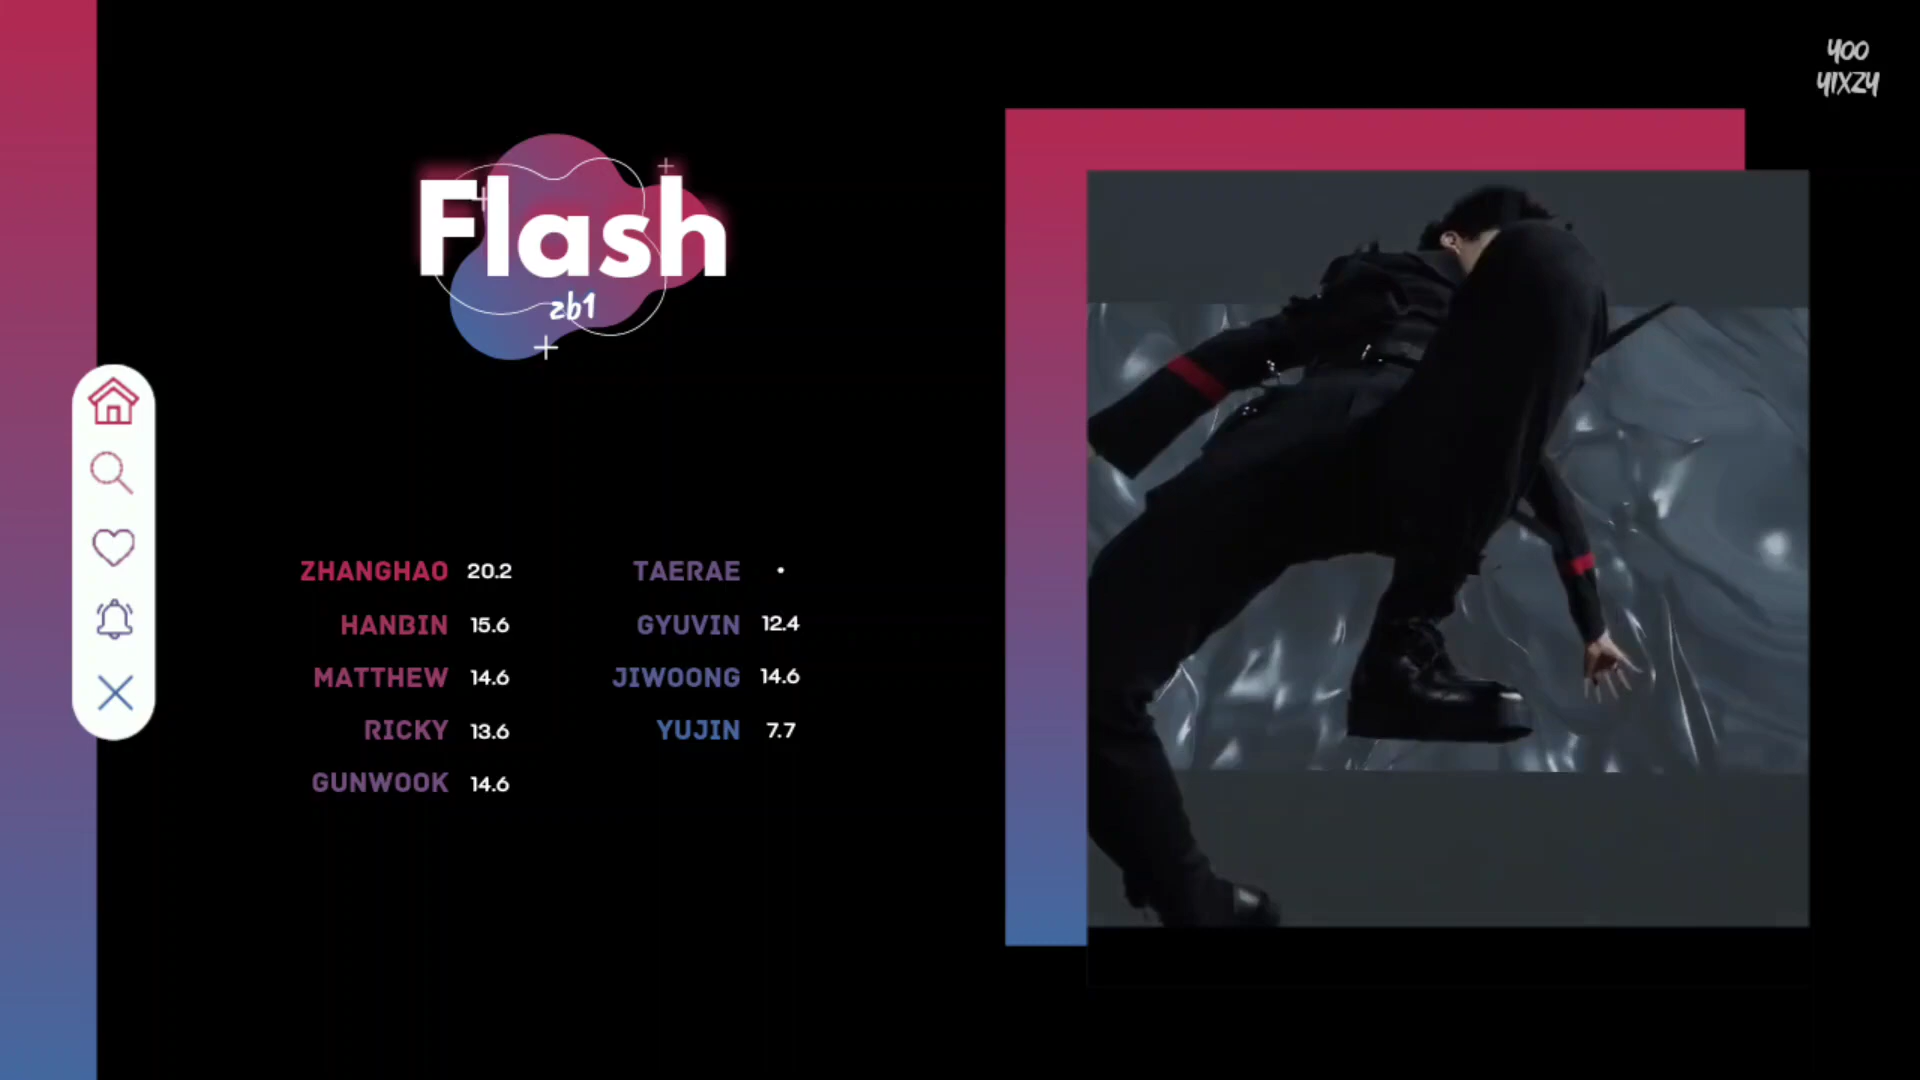 YOO
YIXZY
Flash
zb1
ZHANGHAO 20.2
HANBIN 15.6
MATTHEW 14.6
RICKY 13.6
GUNWOOK 14.6
TAERAE •
GYUVIN 12.4
JIWOONG 14.6
YUJIN 7.7